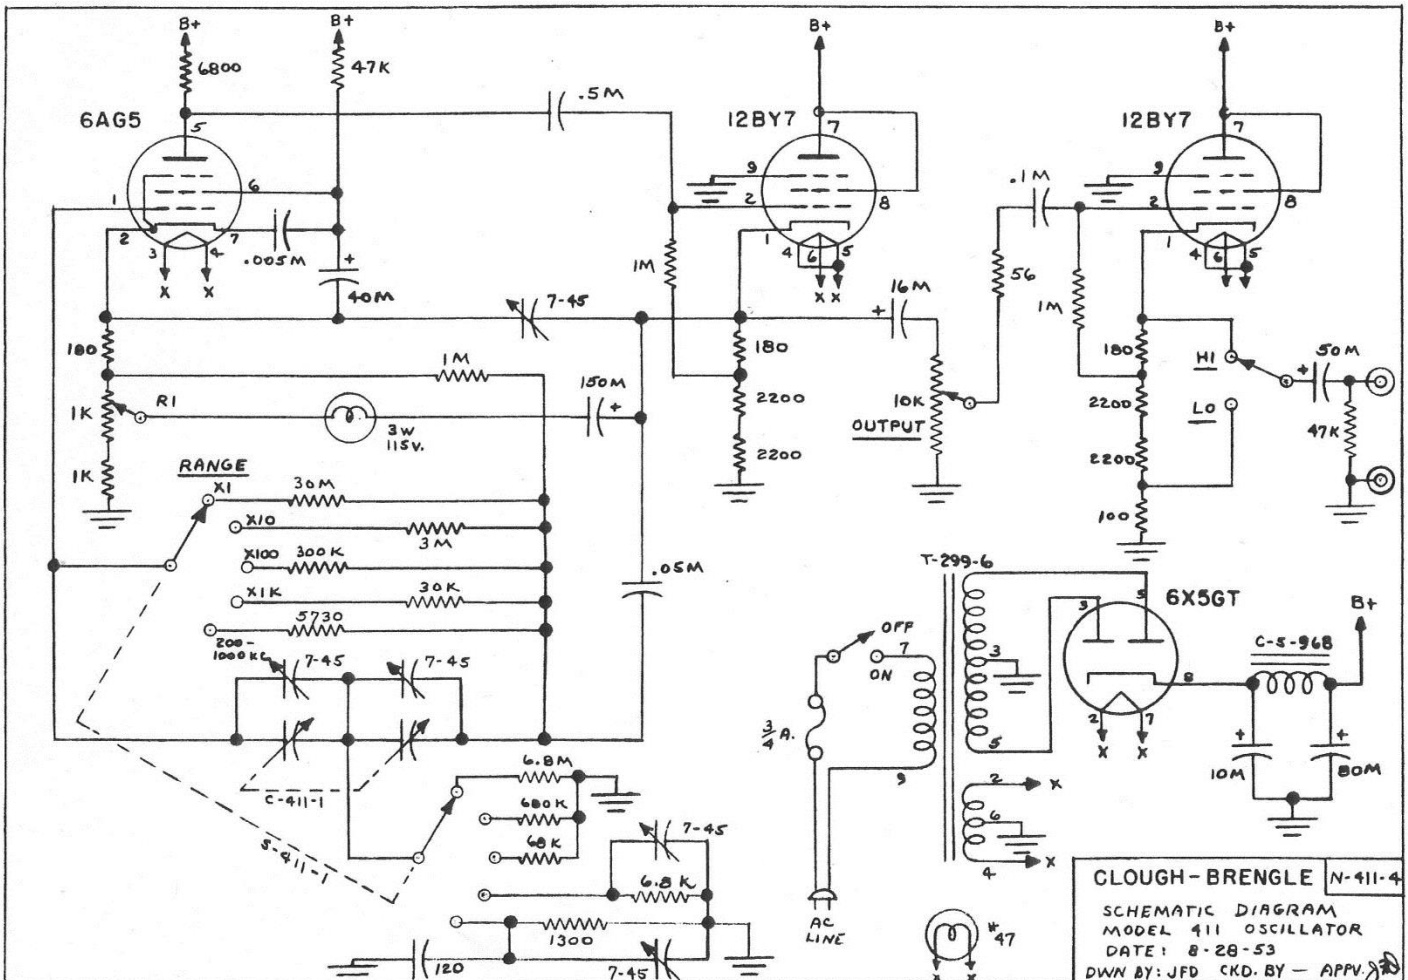 B+
6800
B+
47K
6AG5
5
6
1
2
7
3
4
X
X
.005M
+
40M
.5M
12BY7
7
9
2
8
1
4
6
5
X X
1M
7-45
180
1M
R1
1K
1K
3W
115V.
150M
+
180
2200
2200
16M
+
10K
OUTPUT
B+
B+
12BY7
7
9
2
8
1
4
6
5
.1M
56
1M
180
2200
2200
100
HI
LO
50M
+
47K
RANGE
X1
30M
X10
3M
X100
300K
X1K
30K
200-
1000KC
5730
.05M
7-45
7-45
C-411-1
S-411-1
6.8M
680K
68K
7-45
6.8K
1300
120
7-45
T-299-6
OFF
ON
7
9
3/4 A.
AC
LINE
3
5
2
6
4
X
X
6X5GT
3
5
8
2
7
X
X
C-5-968
B+
+
10M
+
80M
#47
X X
CLOUGH-BRENGLE N-411-4
SCHEMATIC DIAGRAM
MODEL 411 OSCILLATOR
DATE: 8-28-53
DWN BY: JFD CKD. BY — APPV.